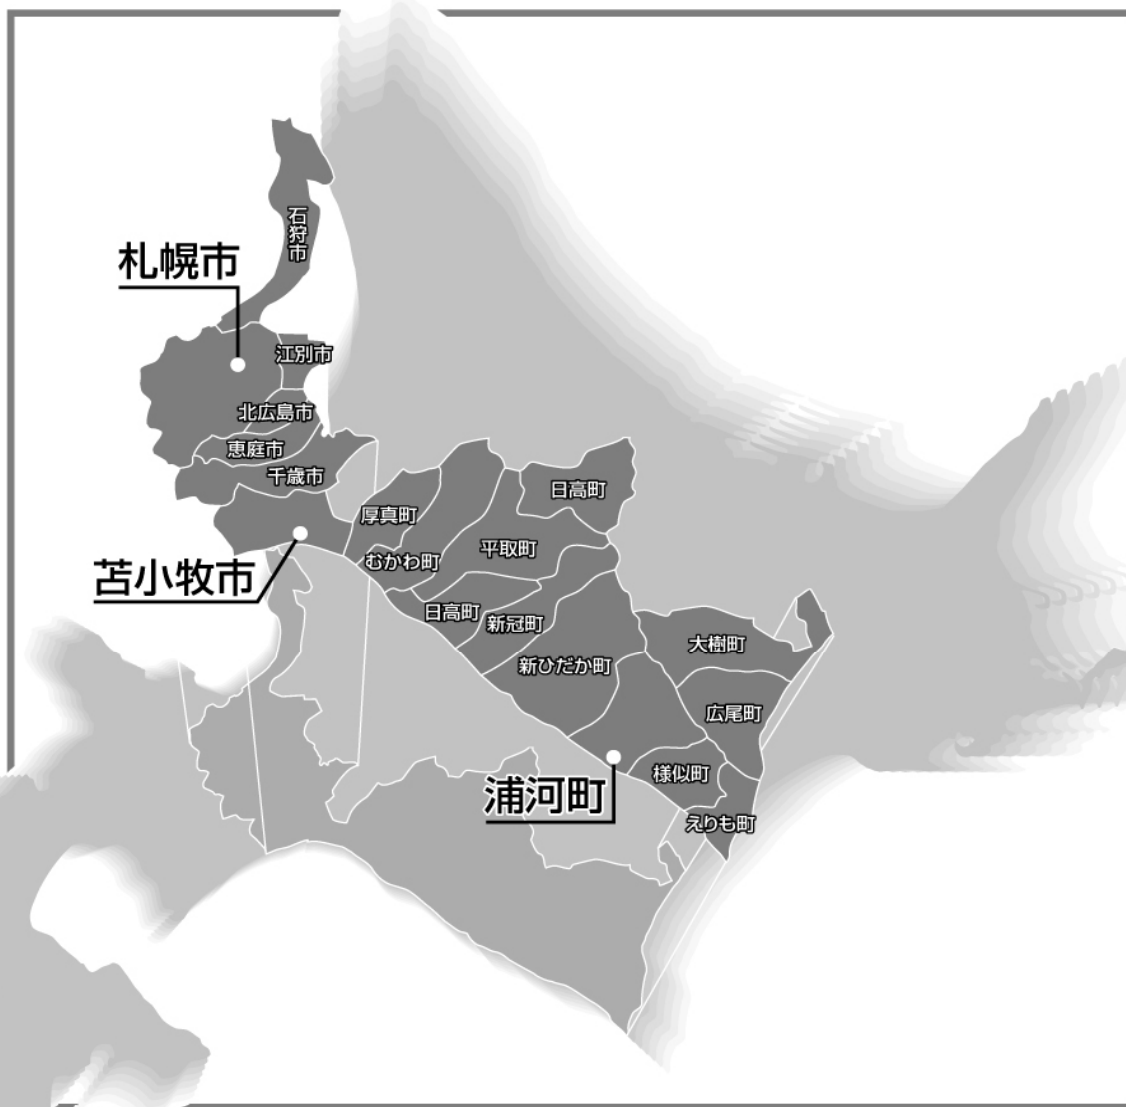 石狩市
札幌市
江別市
北広島市
恵庭市
千歳市
日高町
厚真町
平取町
むかわ町
苫小牧市
日高町
新冠町
大樹町
新ひだか町
広尾町
様似町
浦河町
えりも町